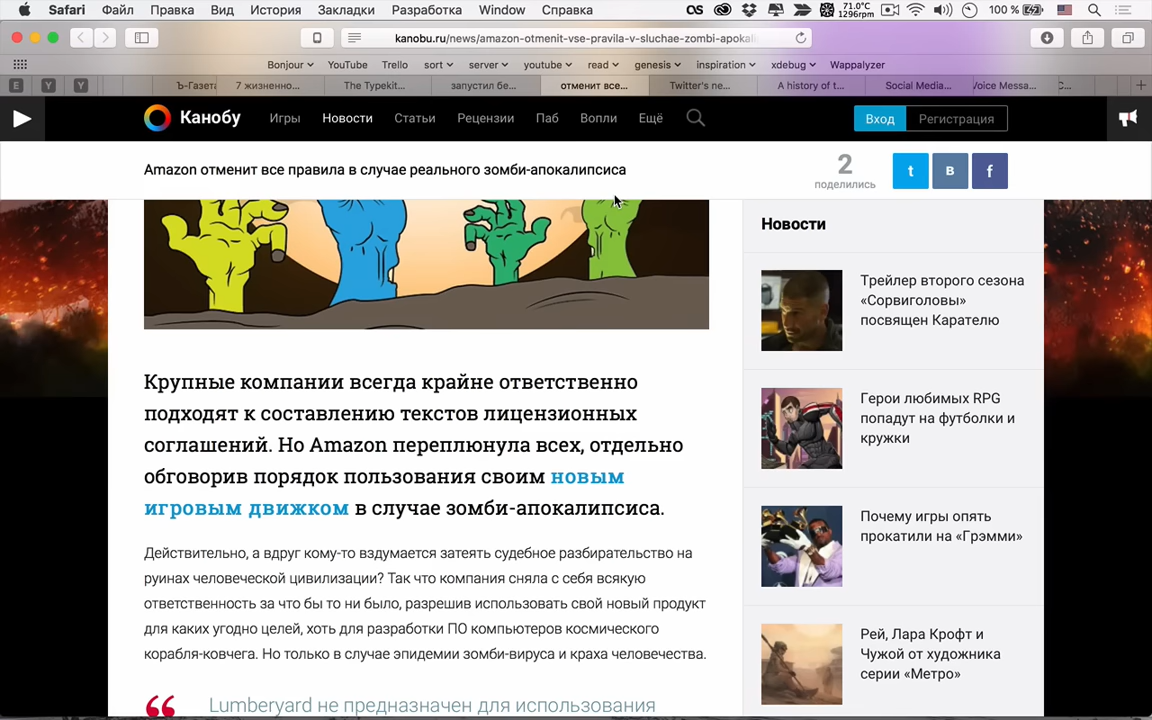 Safari Файл Правка Вид История Закладки Разработка Window Справка 71.0°C 1296rpm 100 %
kanobu.ru/news/amazon-otmenit-vse-pravila-v-sluchae-zombi-apokali
Bonjour YouTube Trello sort server youtube read genesis inspiration xdebug Wappalyzer
E Y Y Ъ-Газета 7 жизненно... The Typekit... запустил бе... отменит все... Twitter's ne... A history of t... Social Media... Voice Messa... C...
Канобу Игры Новости Статьи Рецензии Паб Вопли Ещё Вход Регистрация
Amazon отменит все правила в случае реального зомби-апокалипсиса
2
поделились
Новости
Трейлер второго сезона
«Сорвиголовы»
посвящен Карателю
Герои любимых RPG
попадут на футболки и
кружки
Почему игры опять
прокатили на «Грэмми»
Рей, Лара Крофт и
Чужой от художника
серии «Метро»
Крупные компании всегда крайне ответственно
подходят к составлению текстов лицензионных
соглашений. Но Amazon переплюнула всех, отдельно
обговорив порядок пользования своим новым
игровым движком в случае зомби-апокалипсиса.
Действительно, а вдруг кому-то вздумается затеять судебное разбирательство на
руинах человеческой цивилизации? Так что компания сняла с себя всякую
ответственность за что бы то ни было, разрешив использовать свой новый продукт
для каких угодно целей, хоть для разработки ПО компьютеров космического
корабля-ковчега. Но только в случае эпидемии зомби-вируса и краха человечества.
Lumberyard не предназначен для использования